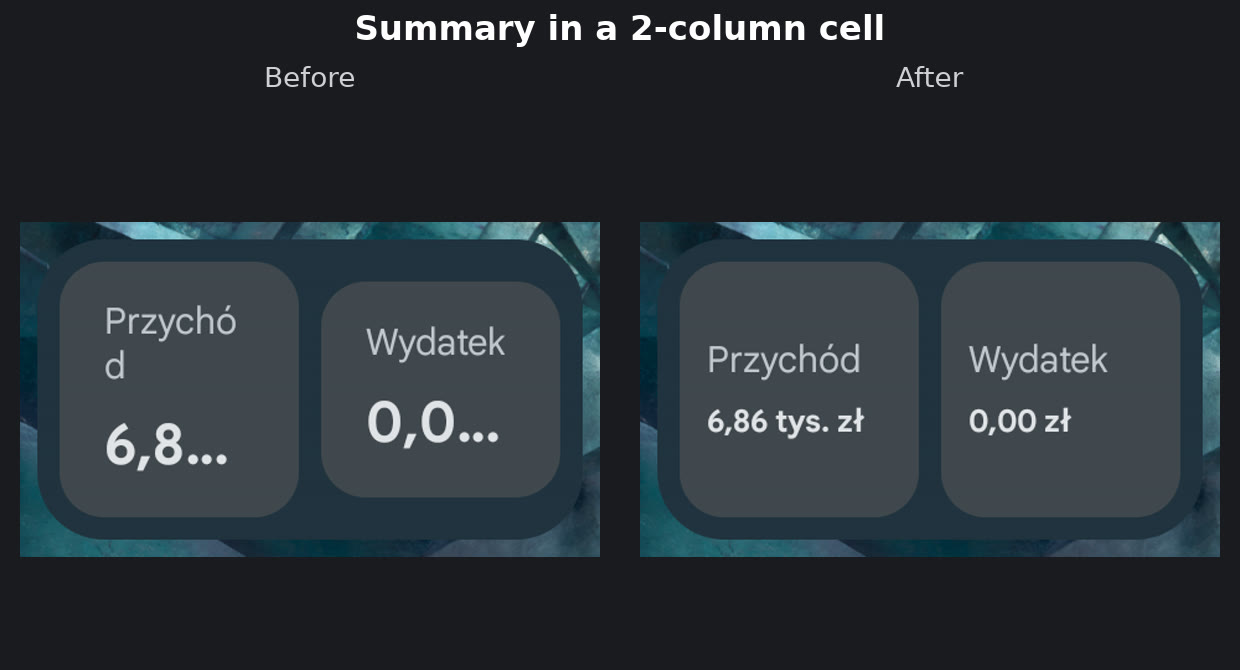 Summary in a 2-column cell
Before
After
Przychó
d
6,8...
Wydatek
0,0...
Przychód
6,86 tys. zł
Wydatek
0,00 zł